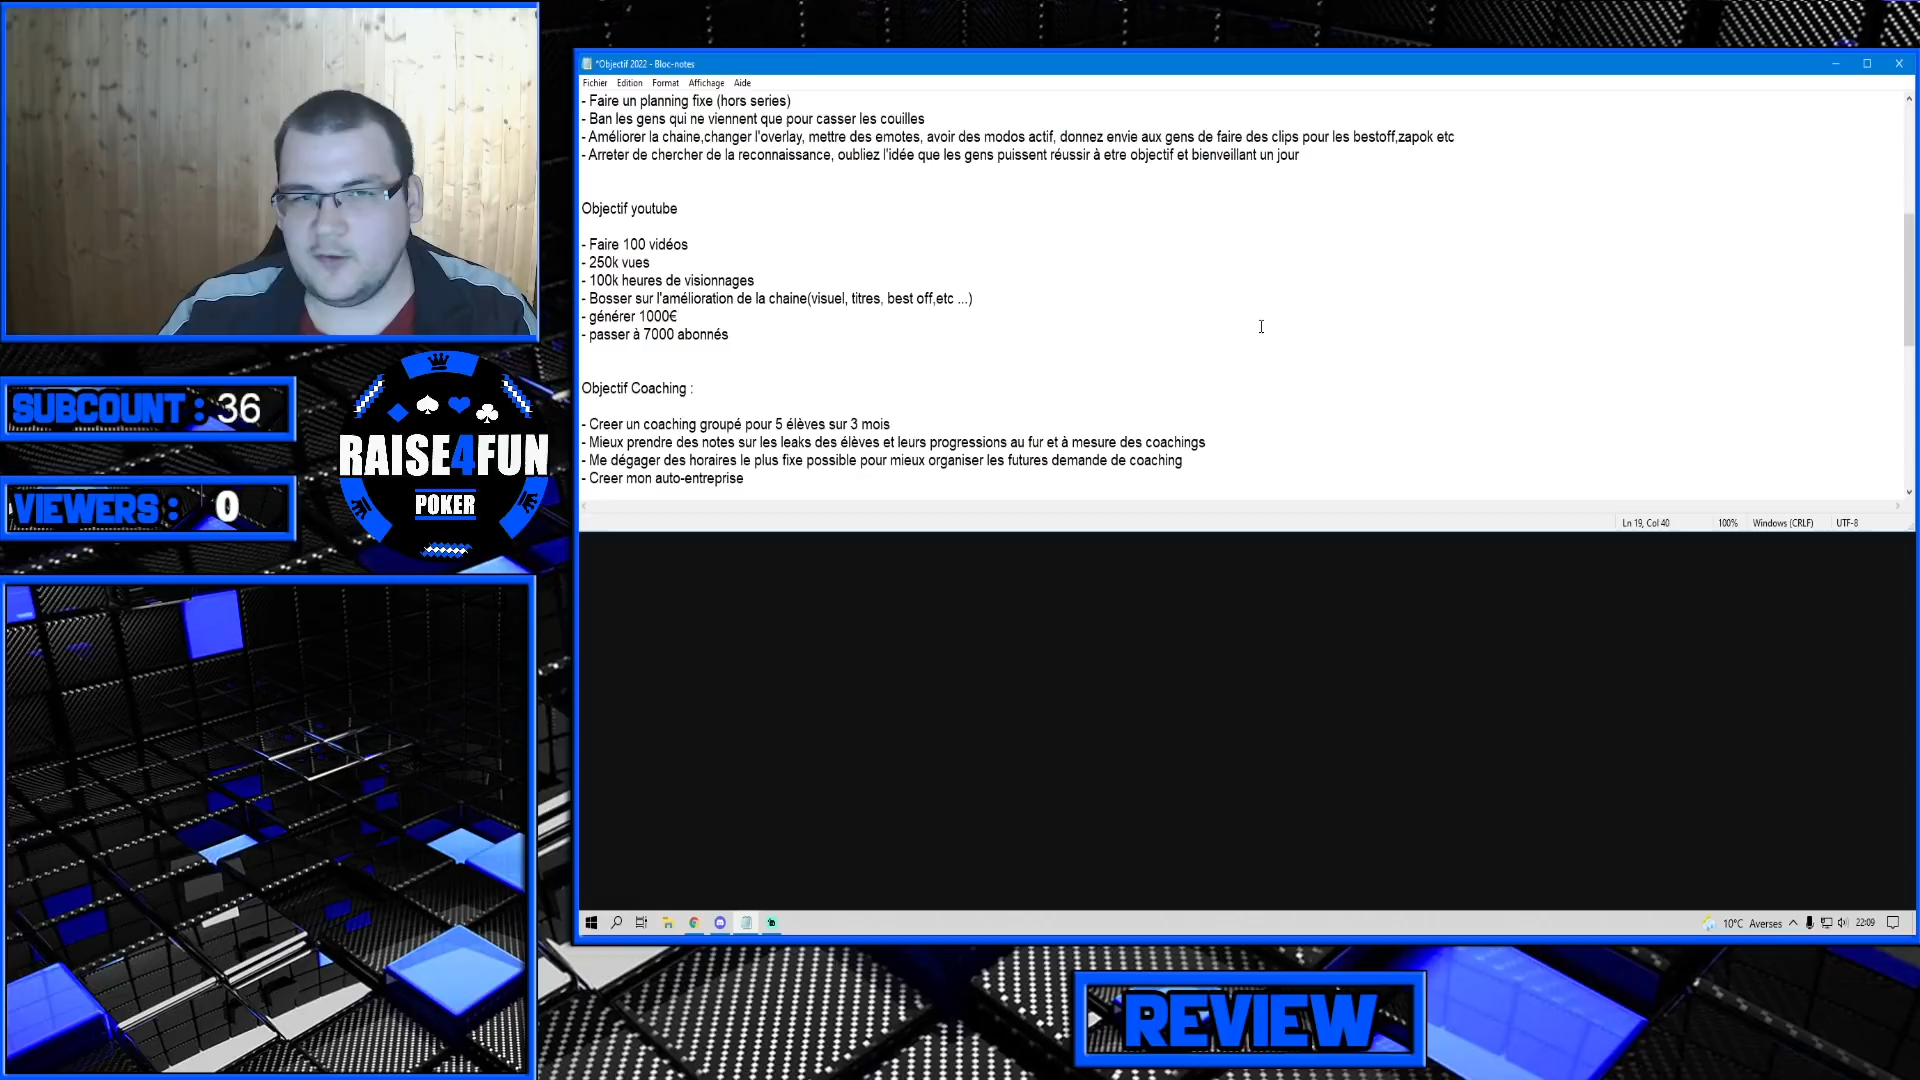 *Objectif 2022 - Bloc-notes
Fichier Edition Format Affichage Aide
- Faire un planning fixe (hors series)
- Ban les gens qui ne viennent que pour casser les couilles
- Améliorer la chaine,changer l'overlay, mettre des emotes, avoir des modos actif, donnez envie aux gens de faire des clips pour les bestoff,zapok etc
- Arreter de chercher de la reconnaissance, oubliez l'idée que les gens puissent réussir à etre objectif et bienveillant un jour
Objectif youtube
- Faire 100 vidéos
- 250k vues
- 100k heures de visionnages
- Bosser sur l'amélioration de la chaine(visuel, titres, best off,etc ...)
- générer 1000€
- passer à 7000 abonnés
Objectif Coaching :
- Creer un coaching groupé pour 5 élèves sur 3 mois
- Mieux prendre des notes sur les leaks des élèves et leurs progressions au fur et à mesure des coachings
- Me dégager des horaires le plus fixe possible pour mieux organiser les futures demande de coaching
- Creer mon auto-entreprise
Ln 19, Col 40 100% Windows (CRLF) UTF-8
SUBCOUNT : 36
VIEWERS : 0
RAISE4FUN
POKER
10°C Averses 22:09
REVIEW